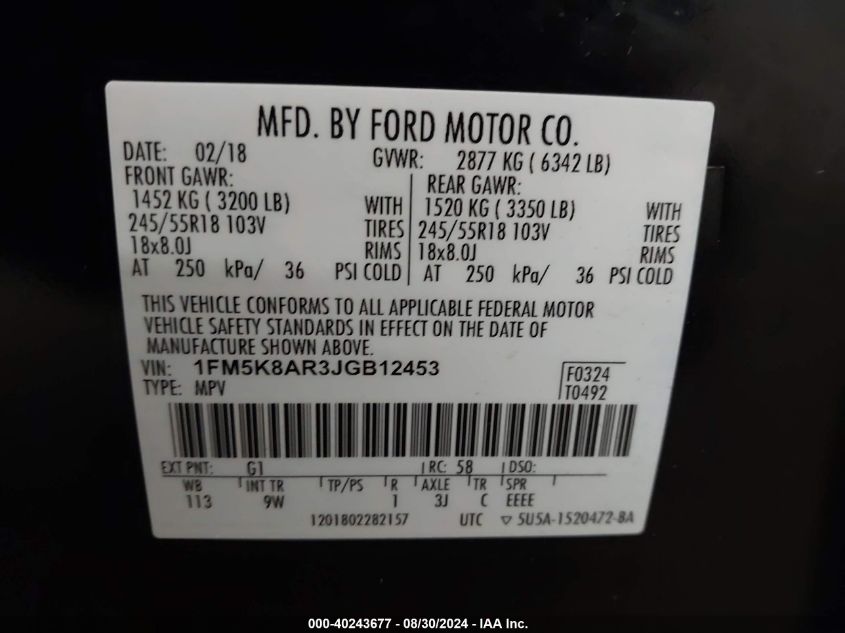 MFD. BY FORD MOTOR CO.
DATE: 02/18 GVWR: 2877 KG ( 6342 LB)
FRONT GAWR: REAR GAWR:
1452 KG ( 3200 LB) WITH 1520 KG ( 3350 LB) WITH
245/55R18 103V TIRES 245/55R18 103V TIRES
18x8.0J RIMS 18x8.0J RIMS
AT 250 kPa/ 36 PSI COLD AT 250 kPa/ 36 PSI COLD
THIS VEHICLE CONFORMS TO ALL APPLICABLE FEDERAL MOTOR
VEHICLE SAFETY STANDARDS IN EFFECT ON THE DATE OF
MANUFACTURE SHOWN ABOVE.
VIN: 1FM5K8AR3JGB12453 F0324
TYPE: MPV T0492
EXT PNT: G1 RC: 58 DSO:
WB INT TR TP/PS R AXLE TR SPR
113 9W 1 3J C EEEE
1201802282157 UTC ▽ 5U5A-1520472-BA
000-40243677 - 08/30/2024 - IAA Inc.